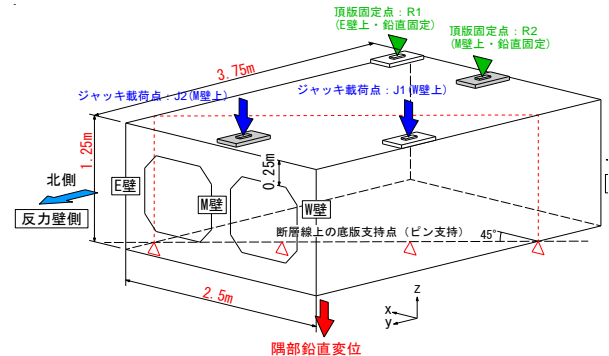 頂版固定点：R1
(E壁上・鉛直固定)
頂版固定点：R2
(M壁上・鉛直固定)
3.75m
ジャッキ載荷点：J2(M壁上)
ジャッキ載荷点：J1(W壁上)
1.25m
0.25m
北側
反力壁側
E壁
M壁
W壁
断層線上の底版支持点（ピン支持）
45°
2.5m
z
x
y
隅部鉛直変位